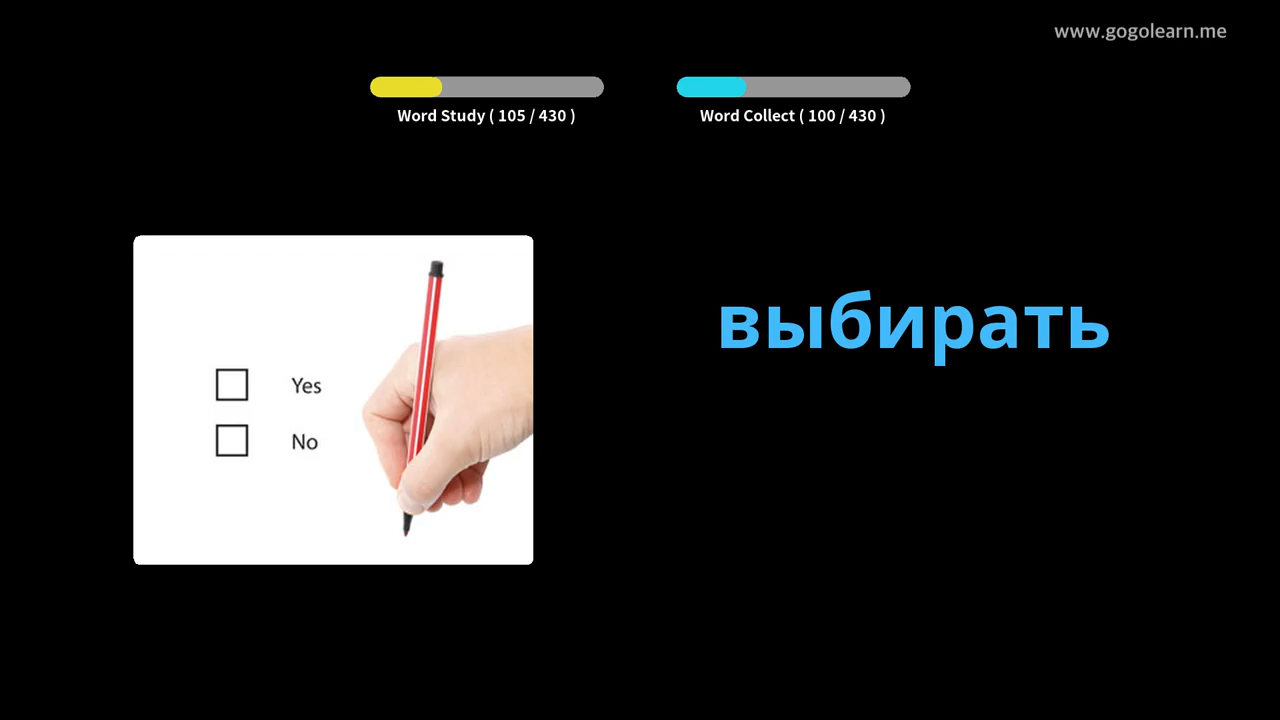 www.gogolearn.me
Word Study ( 105 / 430 )
Word Collect ( 100 / 430 )
выбирать
Yes
No